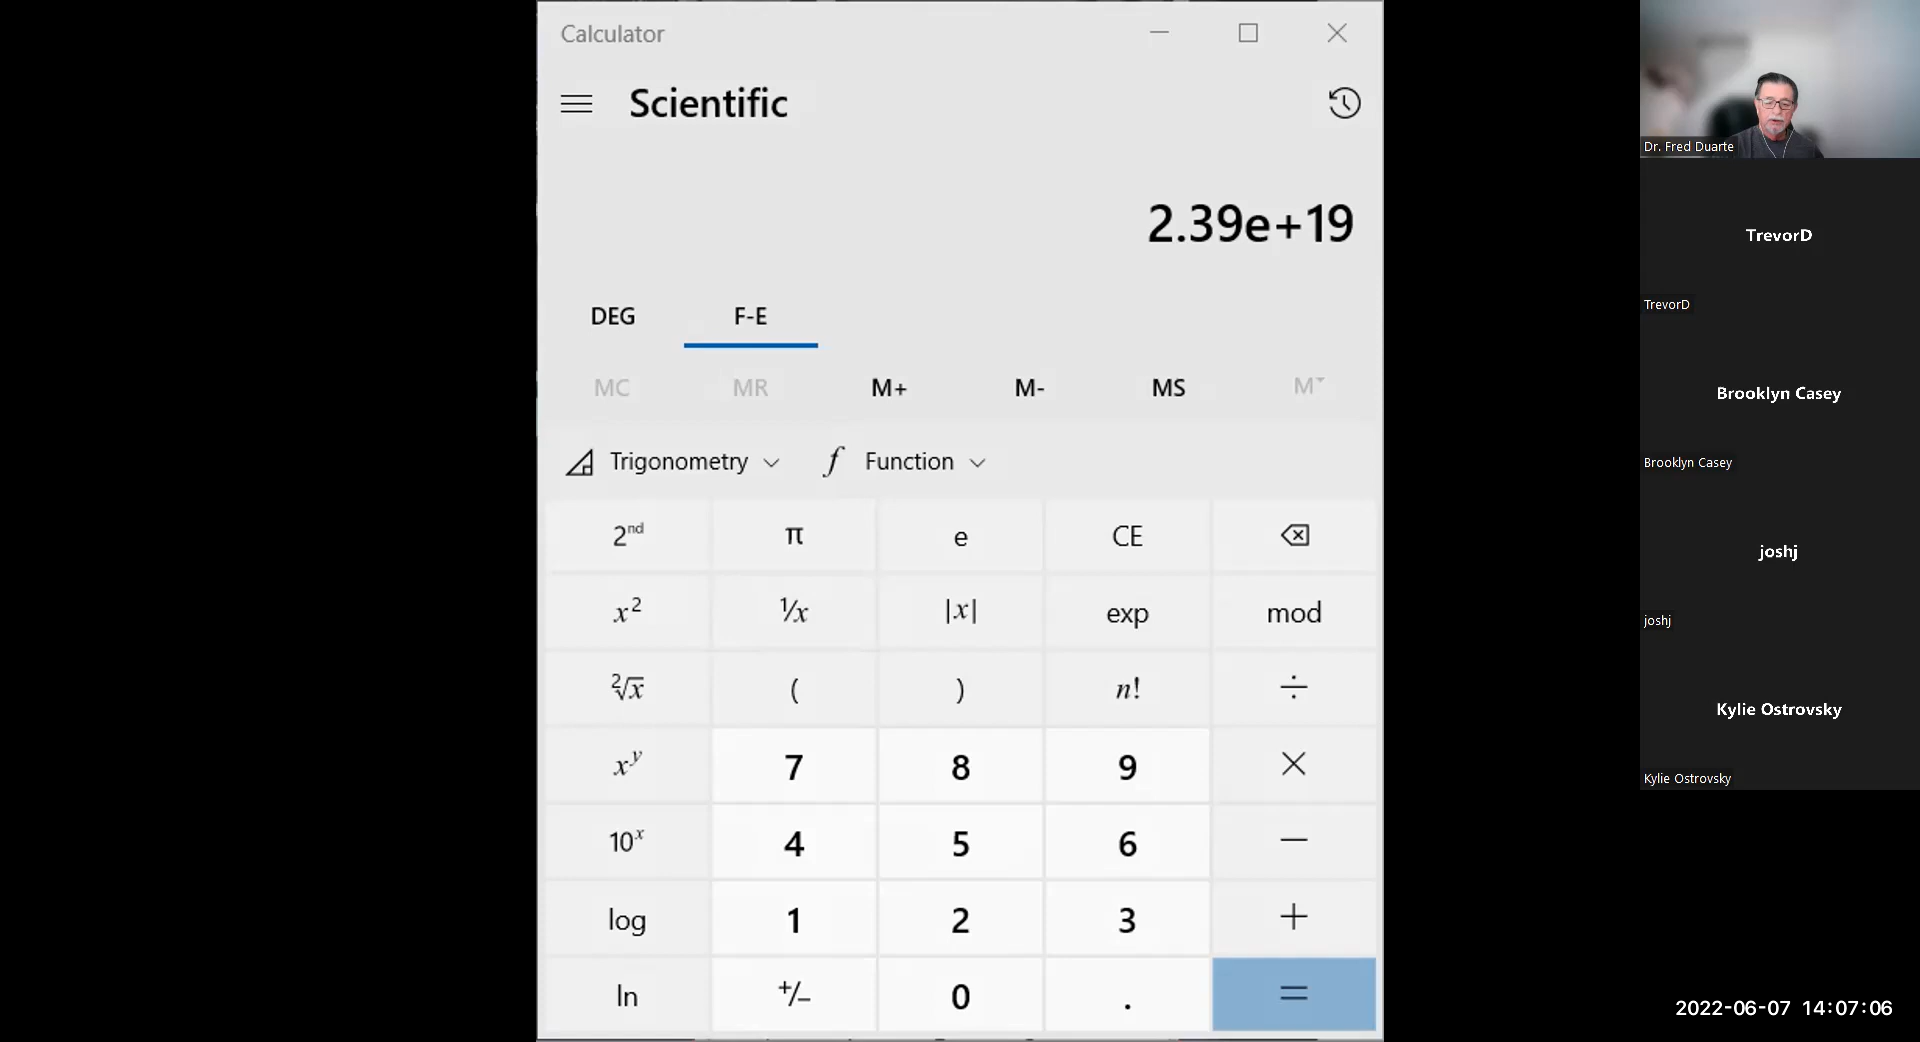 Calculator
Scientific
2.39e+19
DEG F-E
MC MR M+ M- MS M˅
Trigonometry f Function
2nd π e CE
x2 1/x |x| exp mod
2√x ( ) n! ÷
xy 7 8 9 ×
10x 4 5 6 −
log 1 2 3 +
ln +/− 0 . =
Dr. Fred Duarte
TrevorD
TrevorD
Brooklyn Casey
Brooklyn Casey
joshj
joshj
Kylie Ostrovsky
Kylie Ostrovsky
2022-06-07 14:07:06